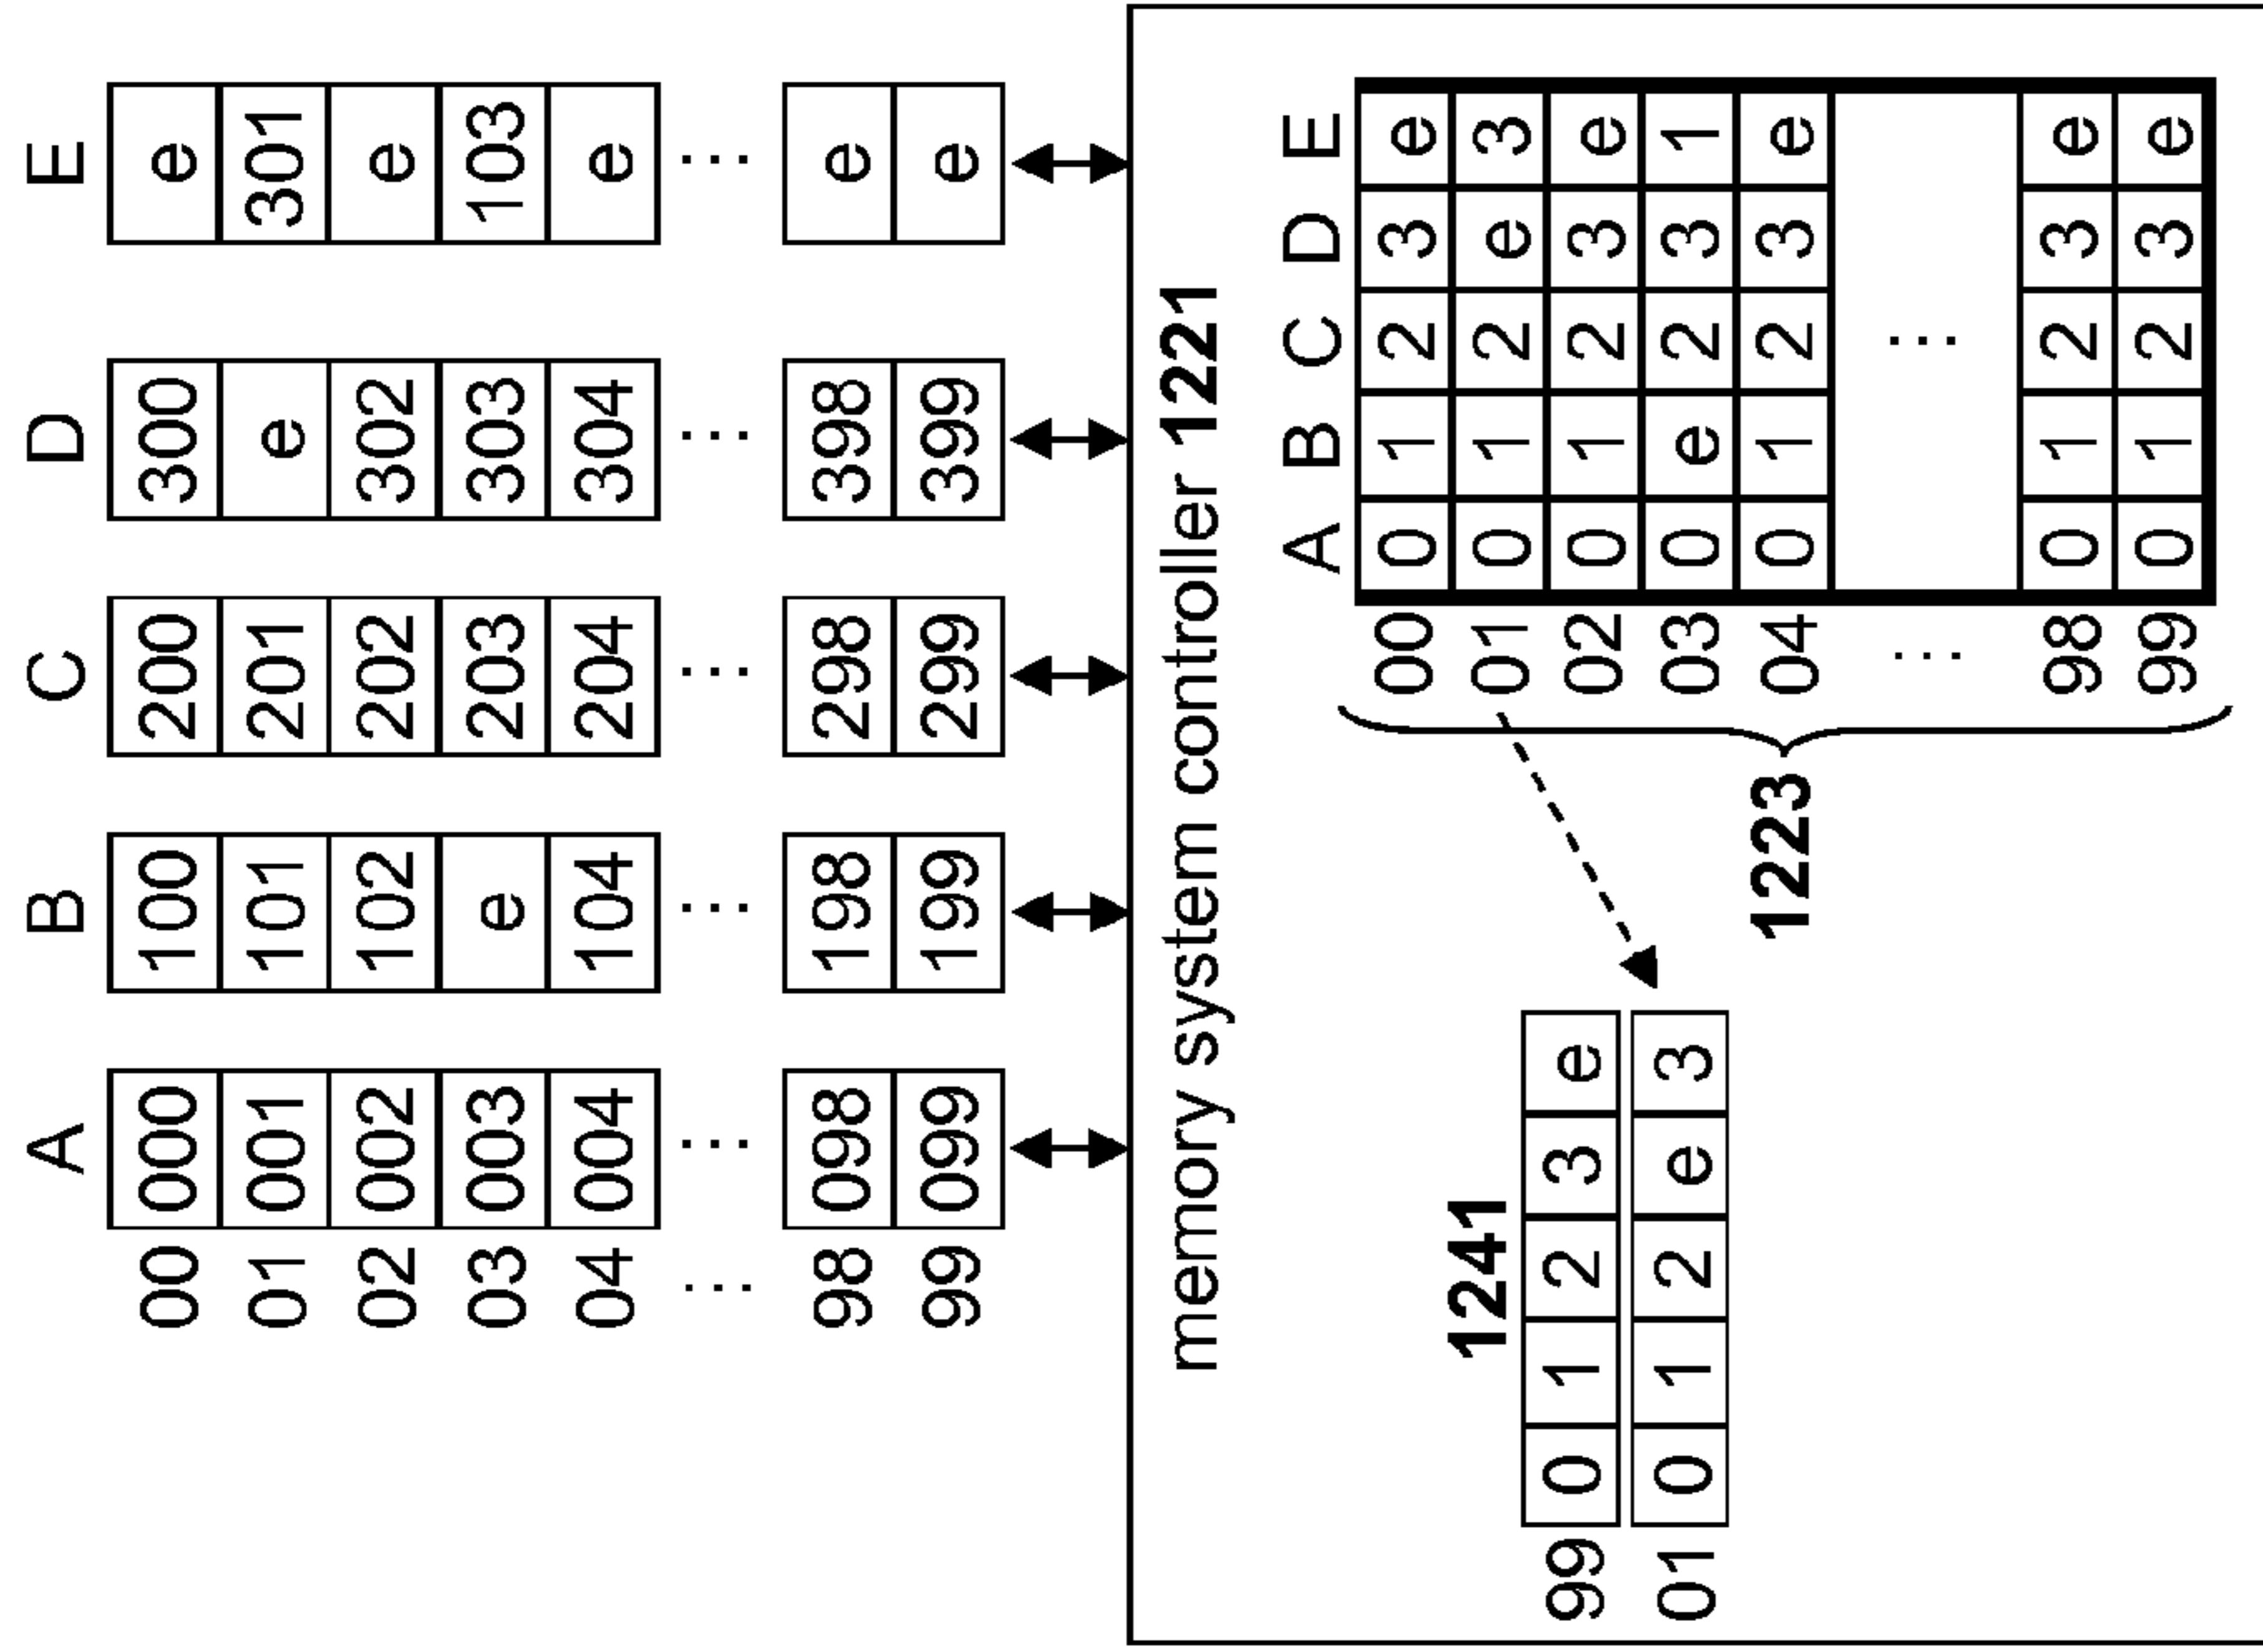 A B C D E
00 000 100 200 300 e
01 001 101 201 e 301
02 002 102 202 302 e
03 003 e 203 303 103
04 004 104 204 304 e
... ... ... ... ... ...
98 098 198 298 398 e
99 099 199 299 399 e
memory system controller 1221
1241
99 0 1 2 3 e
01 0 1 2 e 3
1223
A B C D E
00 0 1 2 3 e
01 0 1 2 e 3
02 0 1 2 3 e
03 0 e 2 3 1
04 0 1 2 3 e
... ...
98 0 1 2 3 e
99 0 1 2 3 e